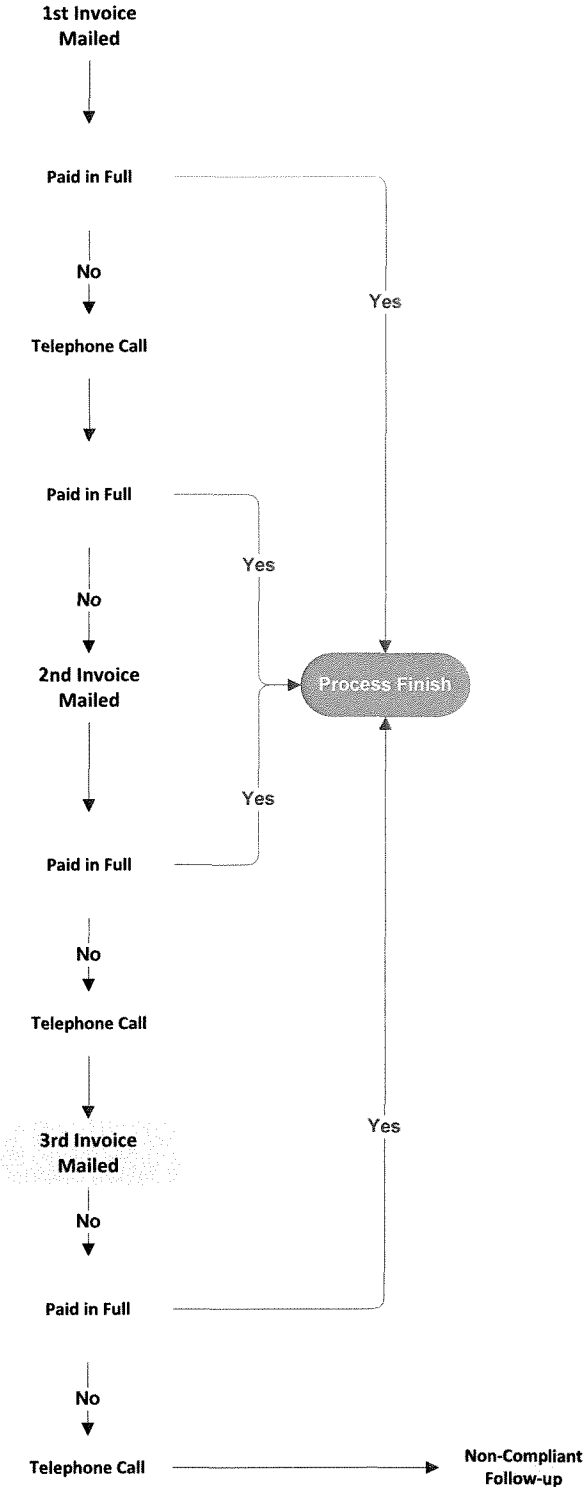 1st Invoice
Mailed
Paid in Full
No
Yes
Telephone Call
Paid in Full
Yes
No
2nd Invoice
Mailed
Process Finish
Yes
Paid in Full
No
Telephone Call
3rd Invoice
Mailed
Yes
No
Paid in Full
No
Telephone Call
Non-Compliant
Follow-up